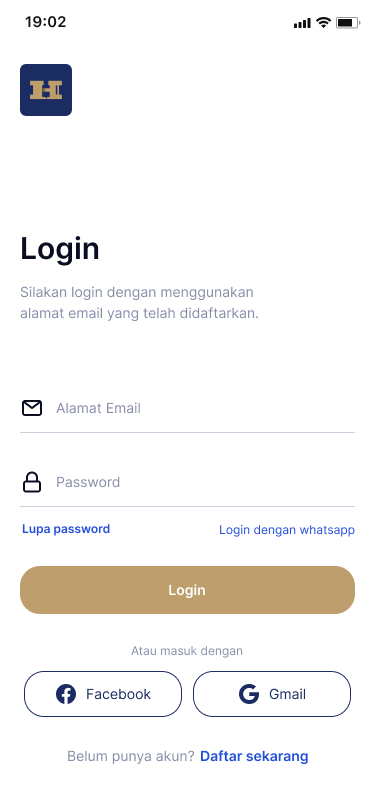 19:02
H
Login
Silakan login dengan menggunakan
alamat email yang telah didaftarkan.
Alamat Email
Password
Lupa password Login dengan whatsapp
Login
Atau masuk dengan
Facebook Gmail
Belum punya akun? Daftar sekarang